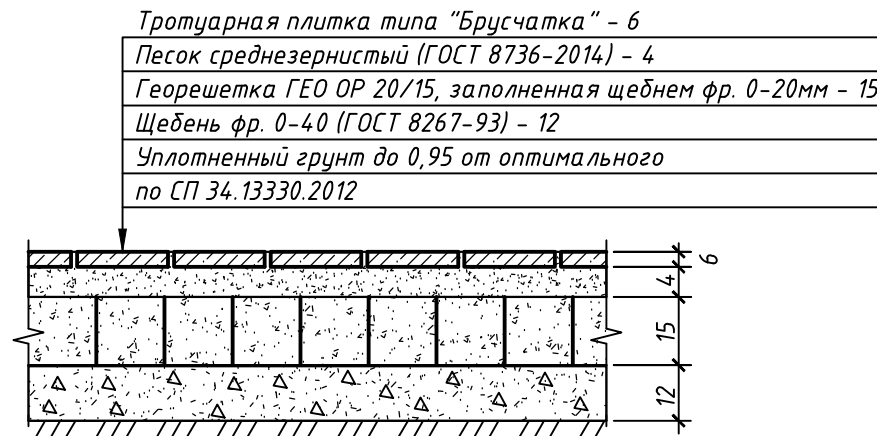 Тротуарная плитка типа "Брусчатка" - 6
Песок среднезернистый (ГОСТ 8736-2014) - 4
Георешетка ГЕО ОР 20/15, заполненная щебнем фр. 0-20мм - 15
Щебень фр. 0-40 (ГОСТ 8267-93) - 12
Уплотненный грунт до 0,95 от оптимального
по СП 34.13330.2012
6
4
15
12